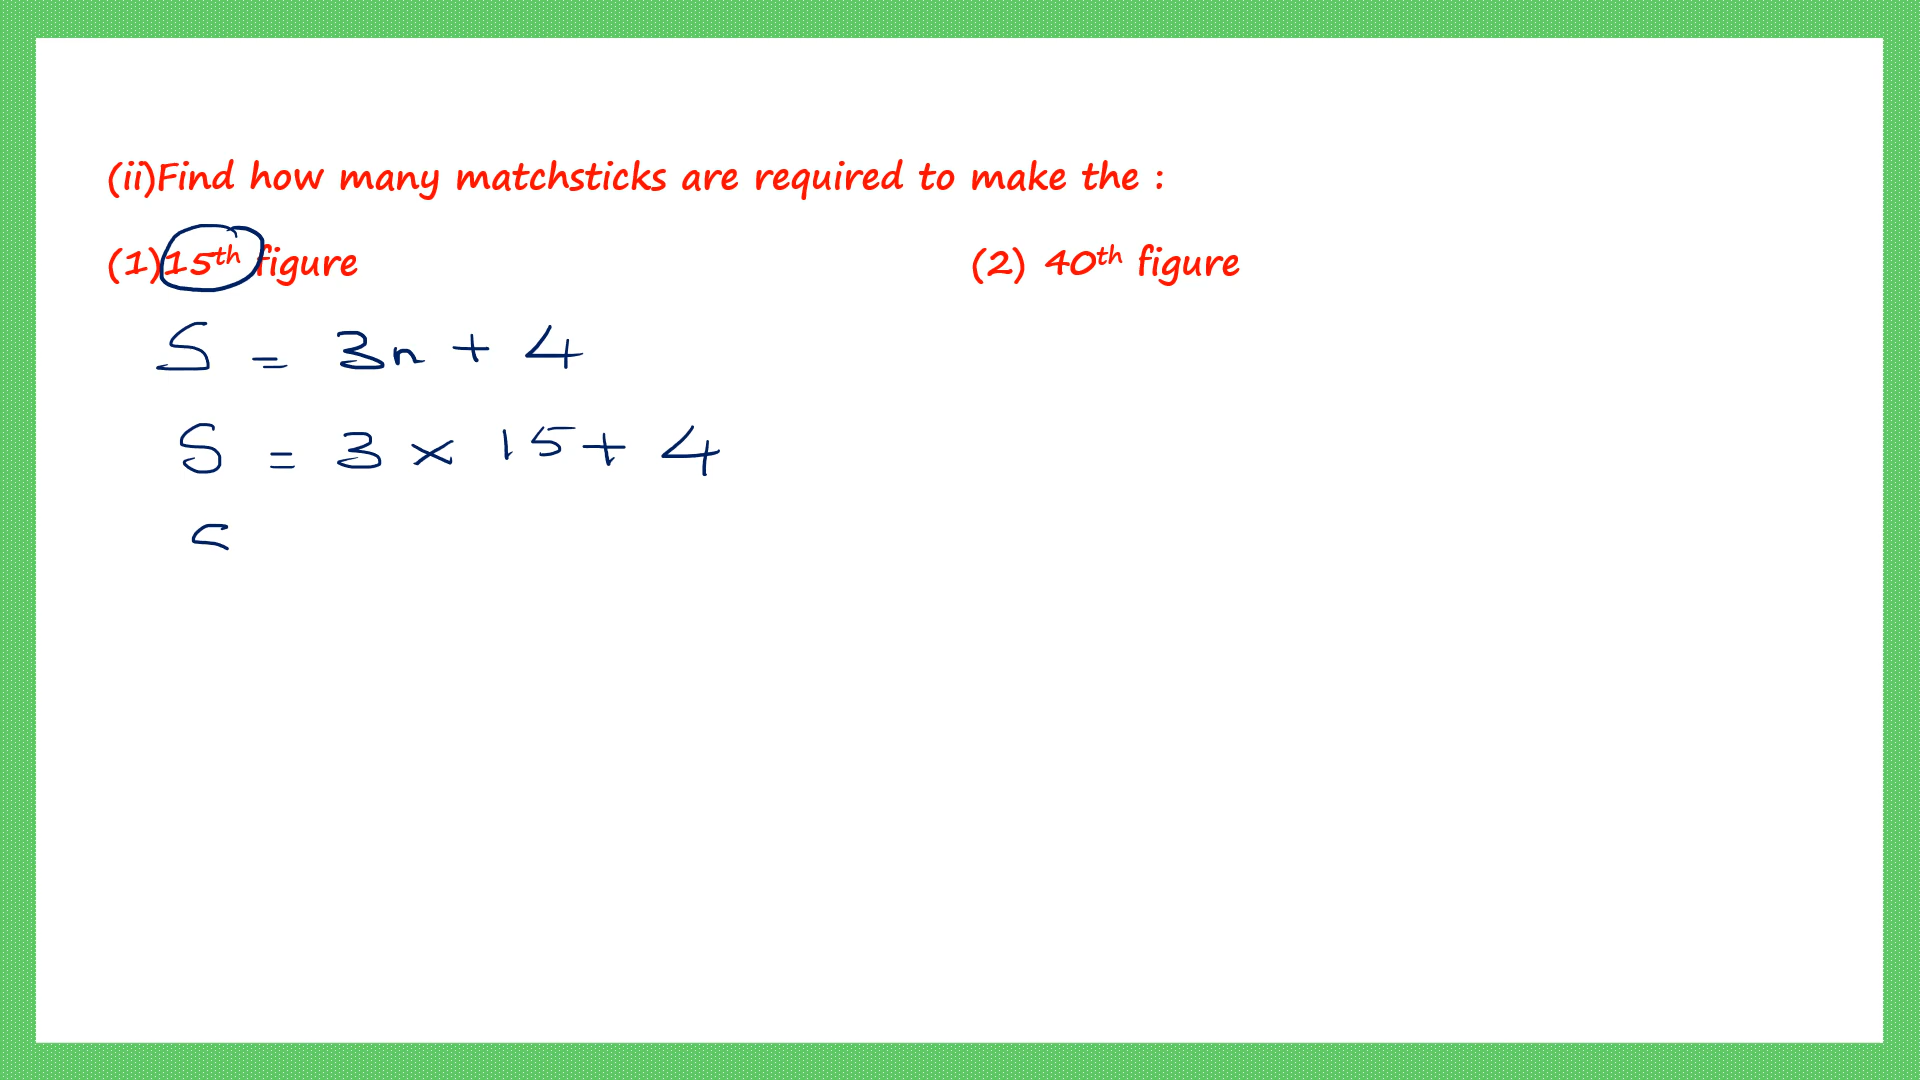 (ii)Find how many matchsticks are required to make the :
(1)15th figure
(2) 40th figure
S = 3n + 4
S = 3 × 15 + 4